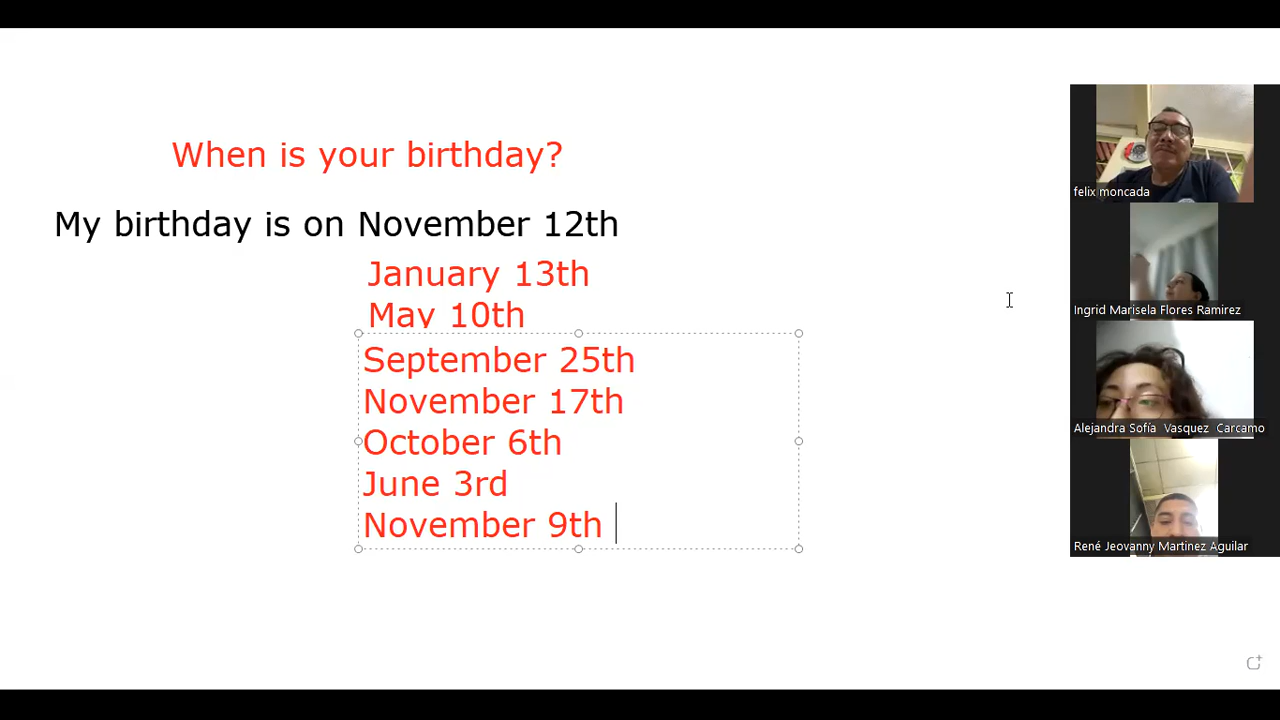 When is your birthday?
My birthday is on November 12th
January 13th
May 10th
September 25th
November 17th
October 6th
June 3rd
November 9th
felix moncada
Ingrid Marisela Flores Ramirez
Alejandra Sofía Vasquez Carcamo
René Jeovanny Martinez Aguilar